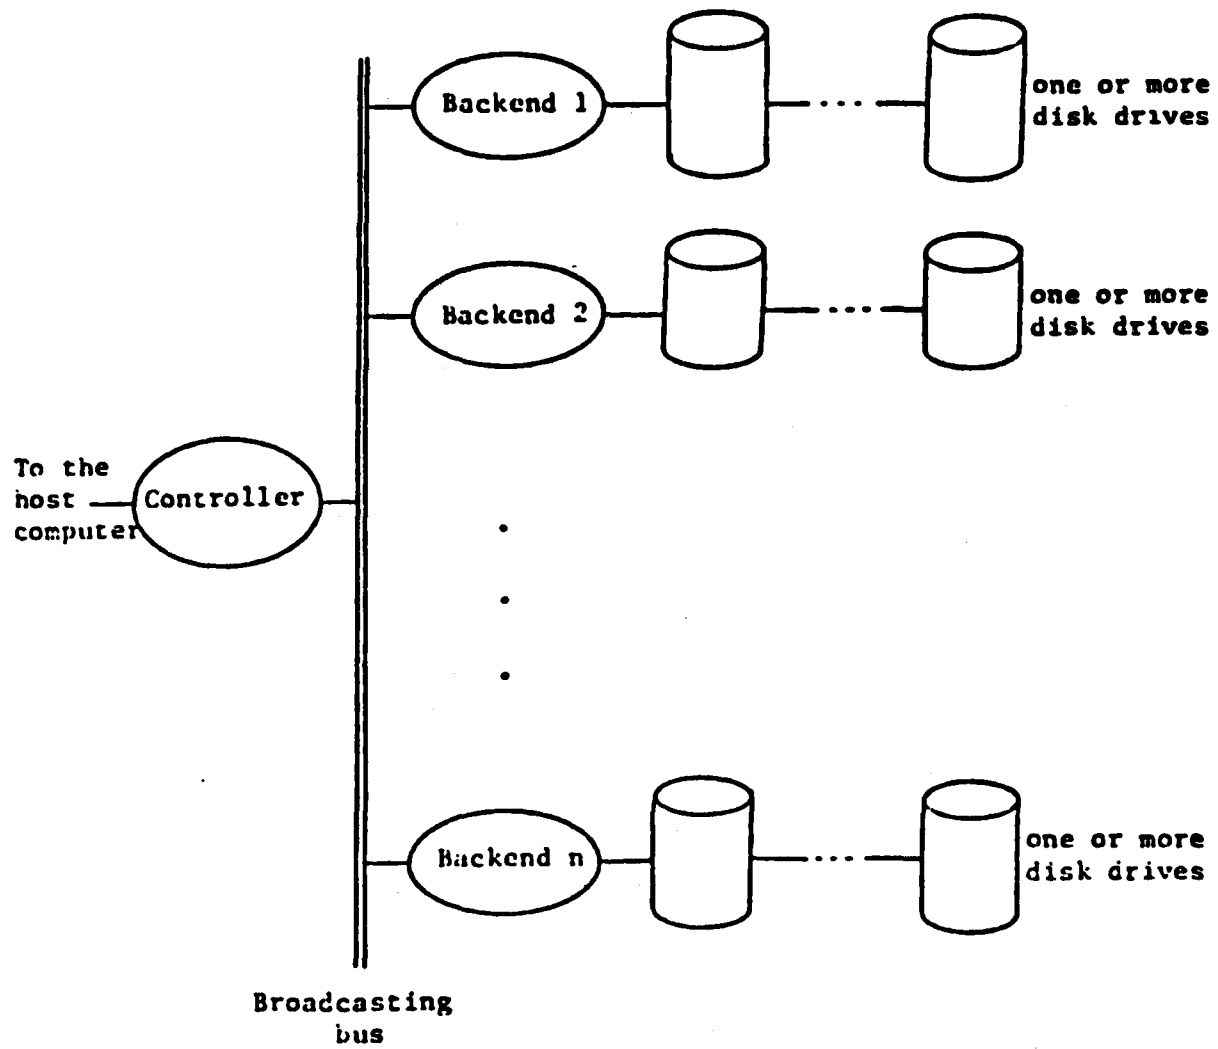 Backend 1
one or more
disk drives
Backend 2
one or more
disk drives
To the
host
computer
Controller
Backend n
one or more
disk drives
Broadcasting
bus